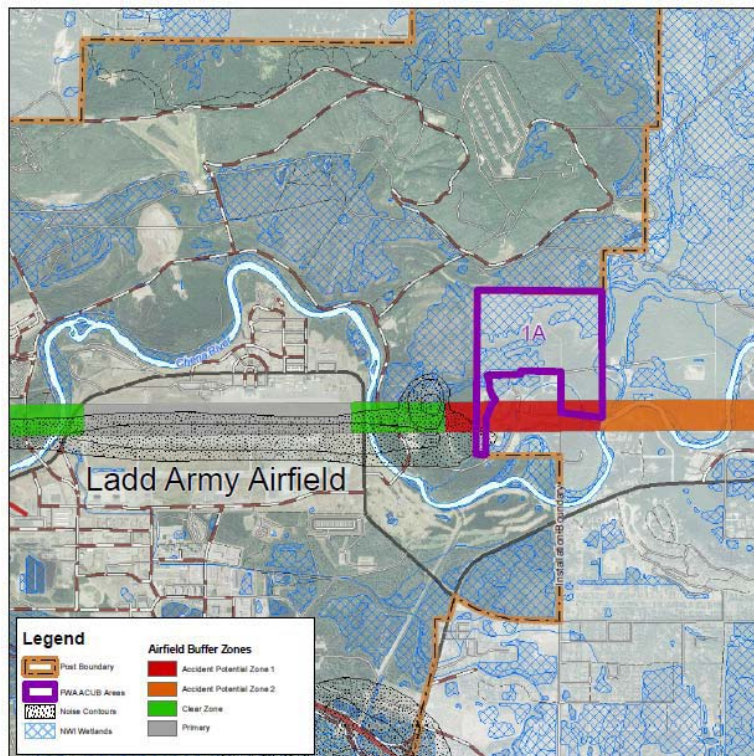 1A
Chena River
Ladd Army Airfield
Installation Boundary
Legend
Post Boundary
FWA ACUB Areas
Noise Contours
NWI Wetlands
Airfield Buffer Zones
Accident Potential Zone 1
Accident Potential Zone 2
Clear Zone
Primary